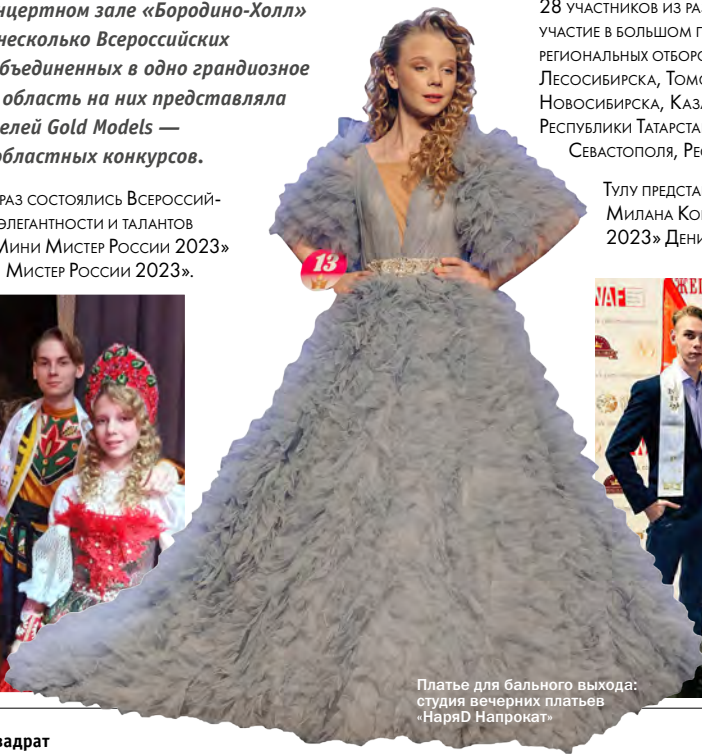 нцертном зале «Бородино-Холл»
несколько Всероссийских
бъединенных в одно грандиозное
область на них представляла
елей Gold Models —
областных конкурсов.
раз состоялись Всероссий-
элегантности и талантов
Мини Мистер России 2023»
Мистер России 2023».
28 участников из ра
участие в большом г
региональных отборо
Лесосибирска, Томс
Новосибирска, Каза
Республики Татарста
Севастополя, Рес
Тулу предста
Милана Ко
2023» Дени
13
Платье для бального выхода:
студия вечерних платьев
«НаряD Напрокат»
вадрат